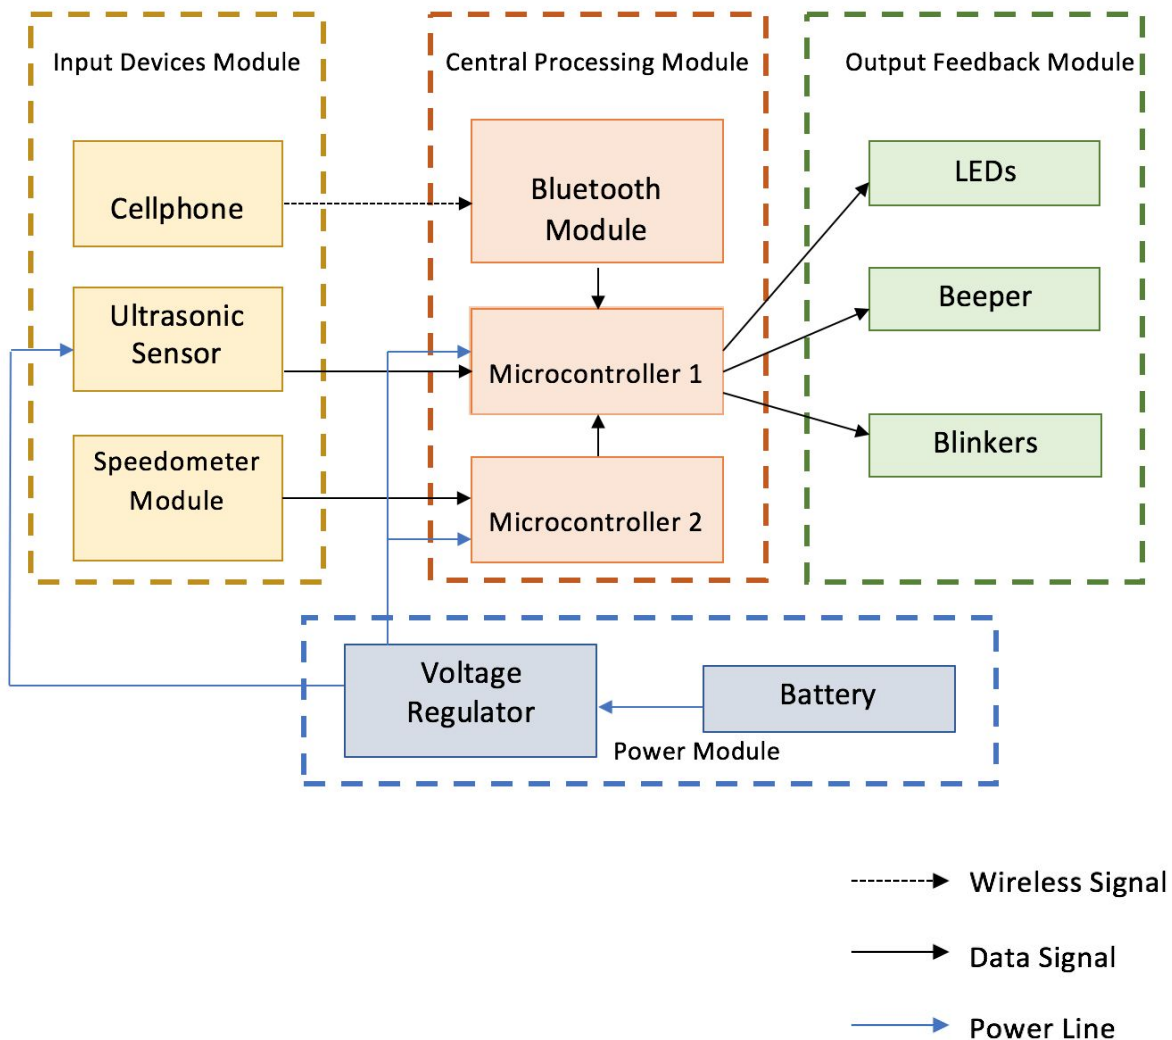 Input Devices Module
Cellphone
Ultrasonic
Sensor
Speedometer
Module
Central Processing Module
Bluetooth
Module
Microcontroller 1
Microcontroller 2
Output Feedback Module
LEDs
Beeper
Blinkers
Voltage
Regulator
Battery
Power Module
Wireless Signal
Data Signal
Power Line